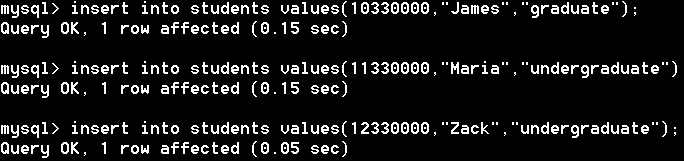 mysql> insert into students values(10330000,"James","graduate");
Query OK, 1 row affected (0.15 sec)
mysql> insert into students values(11330000,"Maria","undergraduate")
Query OK, 1 row affected (0.15 sec)
mysql> insert into students values(12330000,"Zack","undergraduate");
Query OK, 1 row affected (0.05 sec)